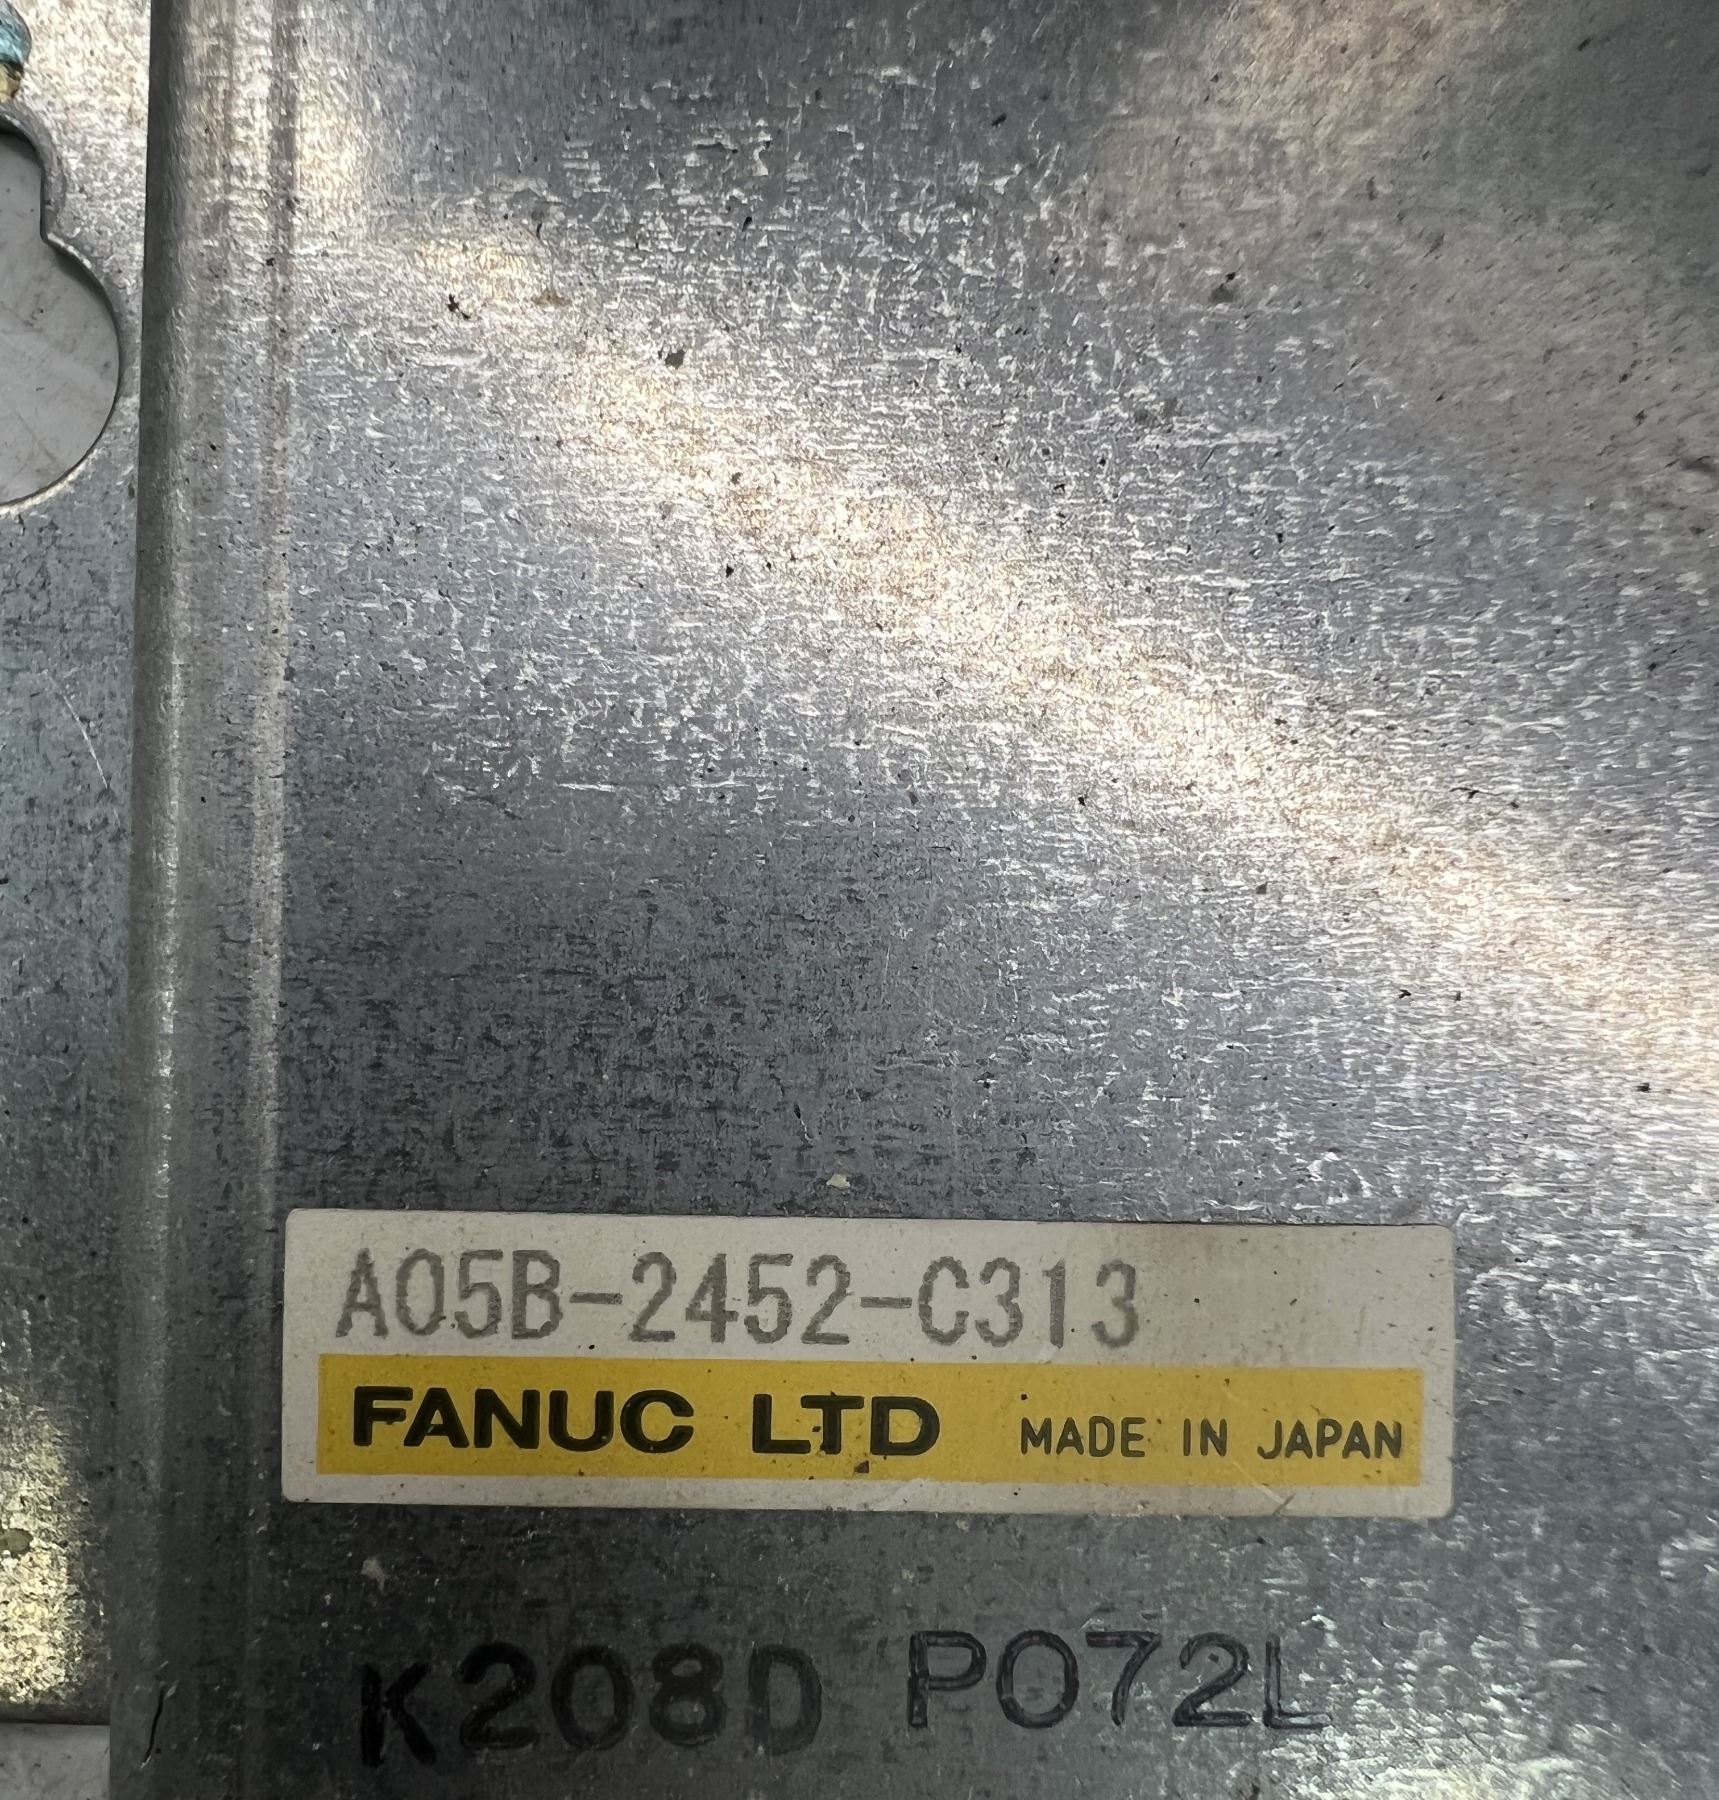 A05B-2452-C313
FANUC LTD MADE IN JAPAN
K208D P072L